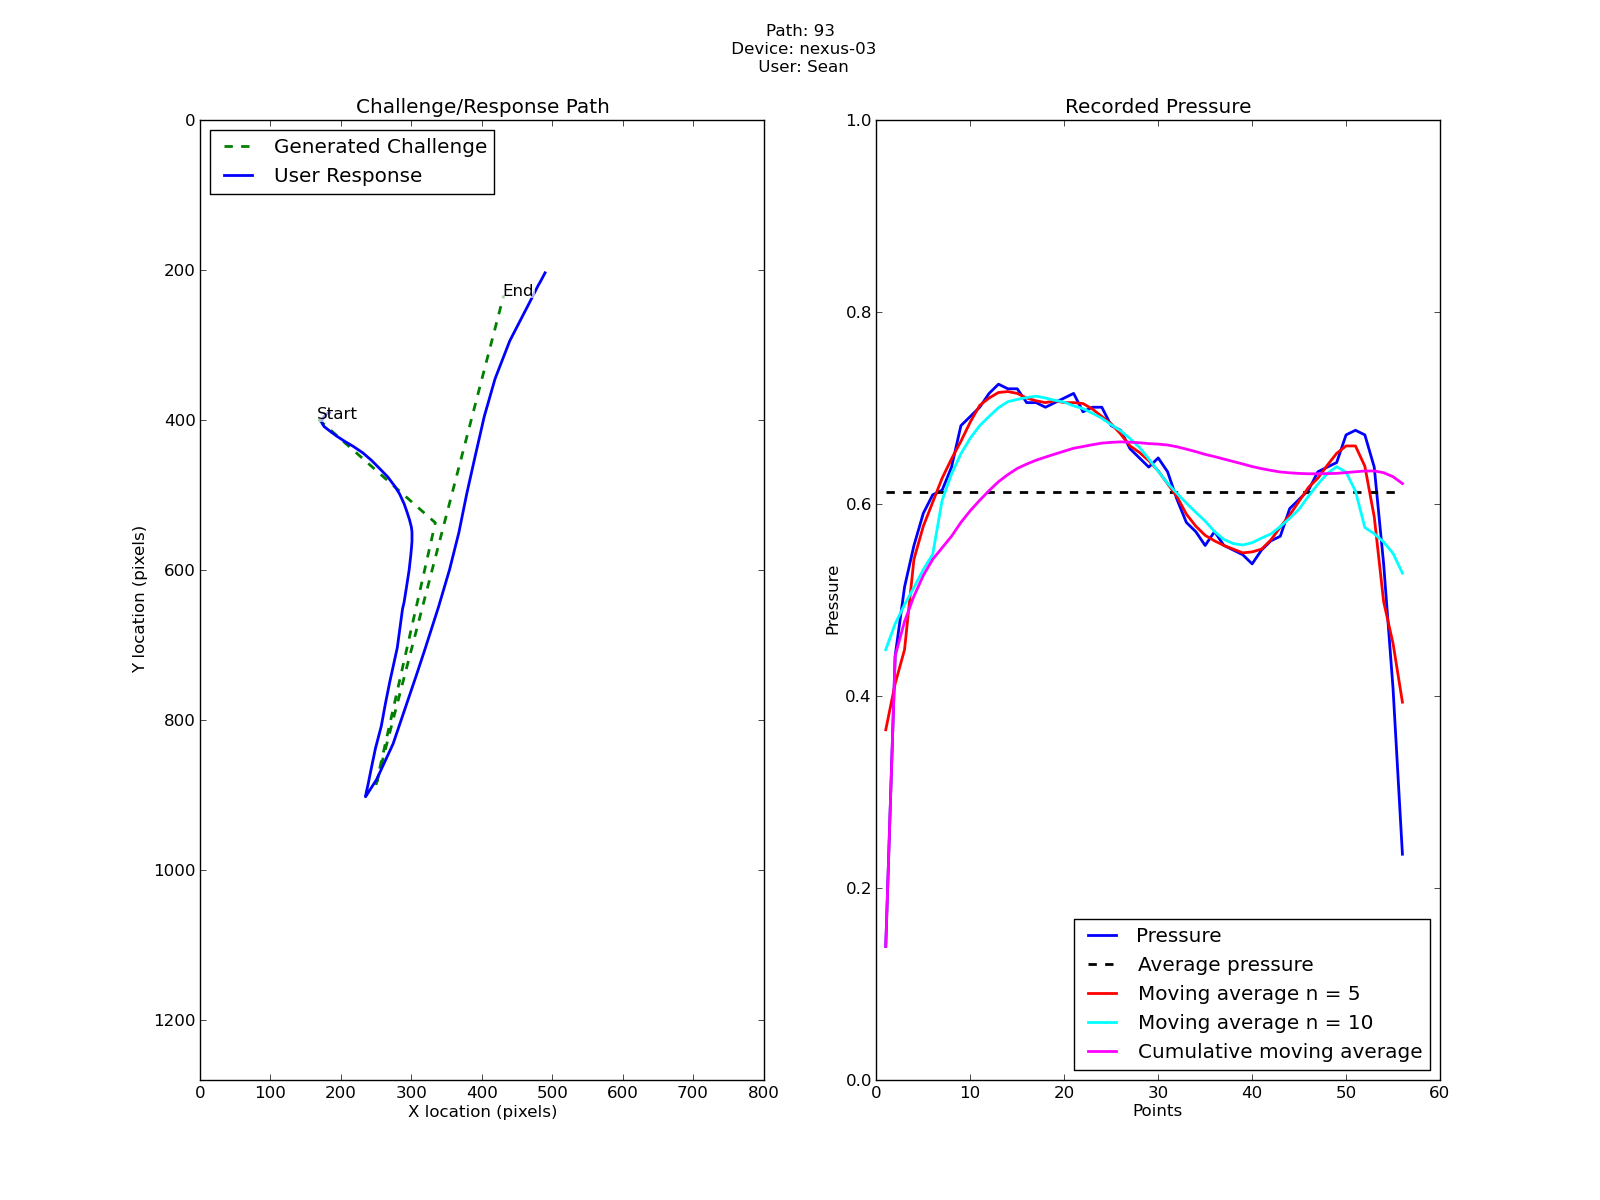 Path: 93
Device: nexus-03
User: Sean
Challenge/Response Path
0
200
400
600
800
1000
1200
Y location (pixels)
Generated Challenge
User Response
Start
End
0 100 200 300 400 500 600 700 800
X location (pixels)
Recorded Pressure
1.0
0.8
0.6
0.4
0.2
0.0
Pressure
Pressure
Average pressure
Moving average n = 5
Moving average n = 10
Cumulative moving average
0 10 20 30 40 50 60
Points